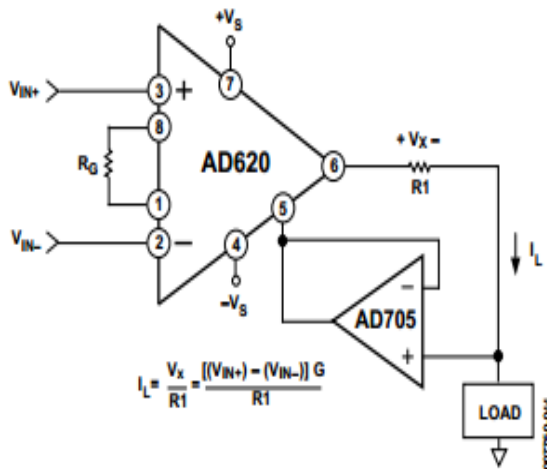 +VS
VIN+
3
+
7
8
+ VX −
RG
AD620
6
R1
1
5
VIN−
2
−
4
IL
−VS
−
AD705
+
IL = VX / R1 = [(VIN+) − (VIN−)] G / R1
LOAD